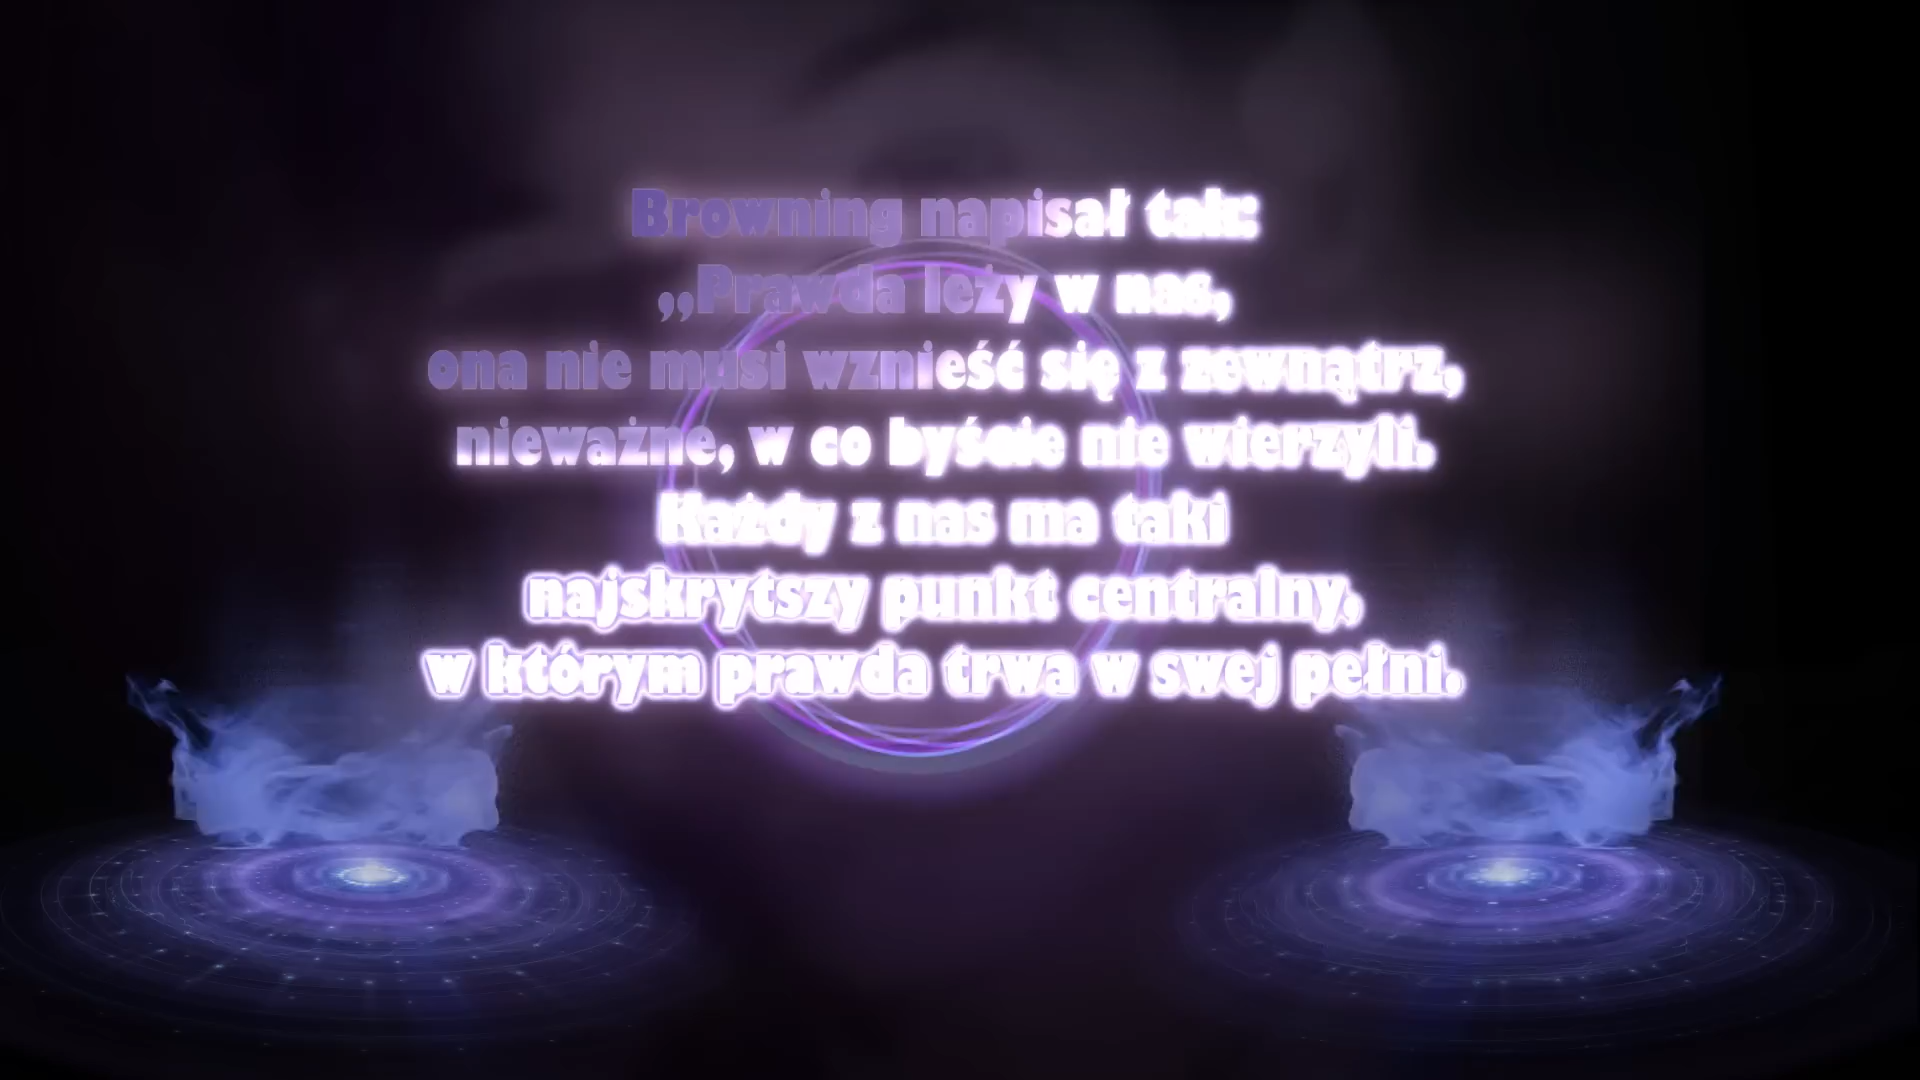 Browning napisał tak:
,,Prawda leży w nas,
ona nie musi wznieść się z zewnątrz,
nieważne, w co byście nie wierzyli.
Każdy z nas ma taki
najskrytszy punkt centralny,
w którym prawda trwa w swej pełni.